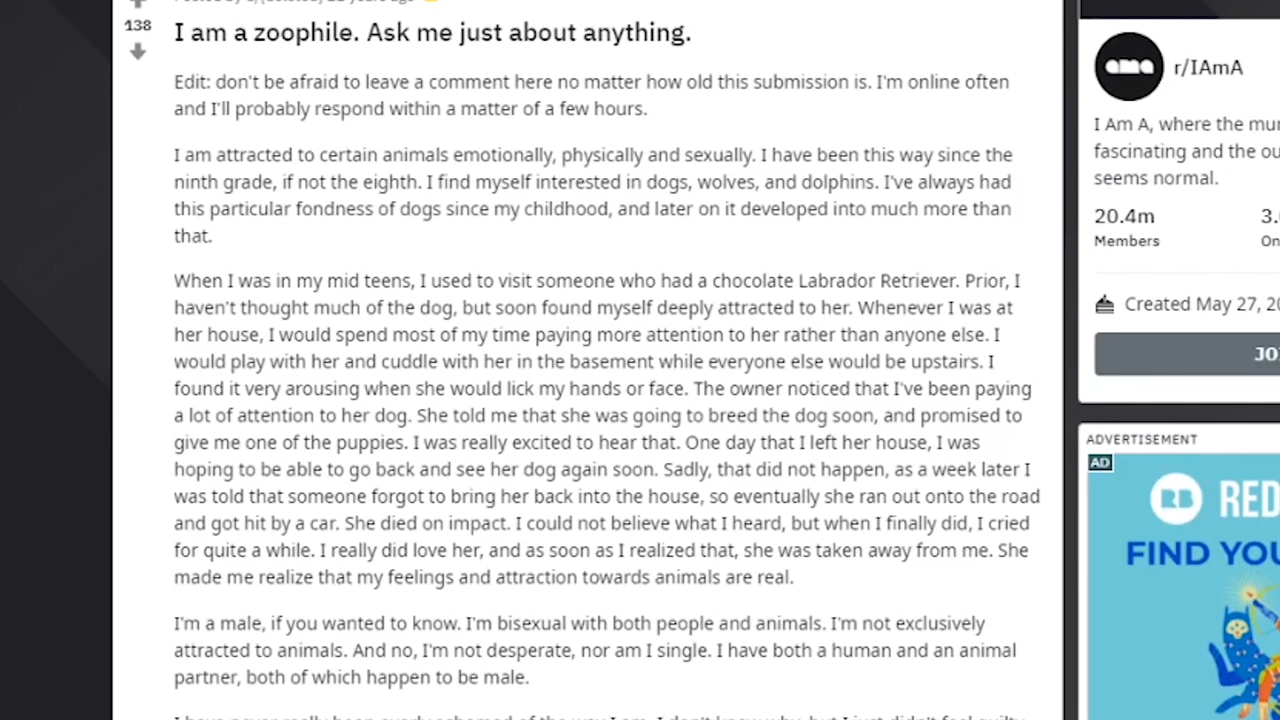 138
I am a zoophile. Ask me just about anything.
Edit: don't be afraid to leave a comment here no matter how old this submission is. I'm online often
and I'll probably respond within a matter of a few hours.
I am attracted to certain animals emotionally, physically and sexually. I have been this way since the
ninth grade, if not the eighth. I find myself interested in dogs, wolves, and dolphins. I've always had
this particular fondness of dogs since my childhood, and later on it developed into much more than
that.
When I was in my mid teens, I used to visit someone who had a chocolate Labrador Retriever. Prior, I
haven't thought much of the dog, but soon found myself deeply attracted to her. Whenever I was at
her house, I would spend most of my time paying more attention to her rather than anyone else. I
would play with her and cuddle with her in the basement while everyone else would be upstairs. I
found it very arousing when she would lick my hands or face. The owner noticed that I've been paying
a lot of attention to her dog. She told me that she was going to breed the dog soon, and promised to
give me one of the puppies. I was really excited to hear that. One day that I left her house, I was
hoping to be able to go back and see her dog again soon. Sadly, that did not happen, as a week later I
was told that someone forgot to bring her back into the house, so eventually she ran out onto the road
and got hit by a car. She died on impact. I could not believe what I heard, but when I finally did, I cried
for quite a while. I really did love her, and as soon as I realized that, she was taken away from me. She
made me realize that my feelings and attraction towards animals are real.
I'm a male, if you wanted to know. I'm bisexual with both people and animals. I'm not exclusively
attracted to animals. And no, I'm not desperate, nor am I single. I have both a human and an animal
partner, both of which happen to be male.
ama
r/IAmA
I Am A, where the mun
fascinating and the ou
seems normal.
20.4m
3.
Members
On
Created May 27, 20
JO
ADVERTISEMENT
AD
RB RED
FIND YOU